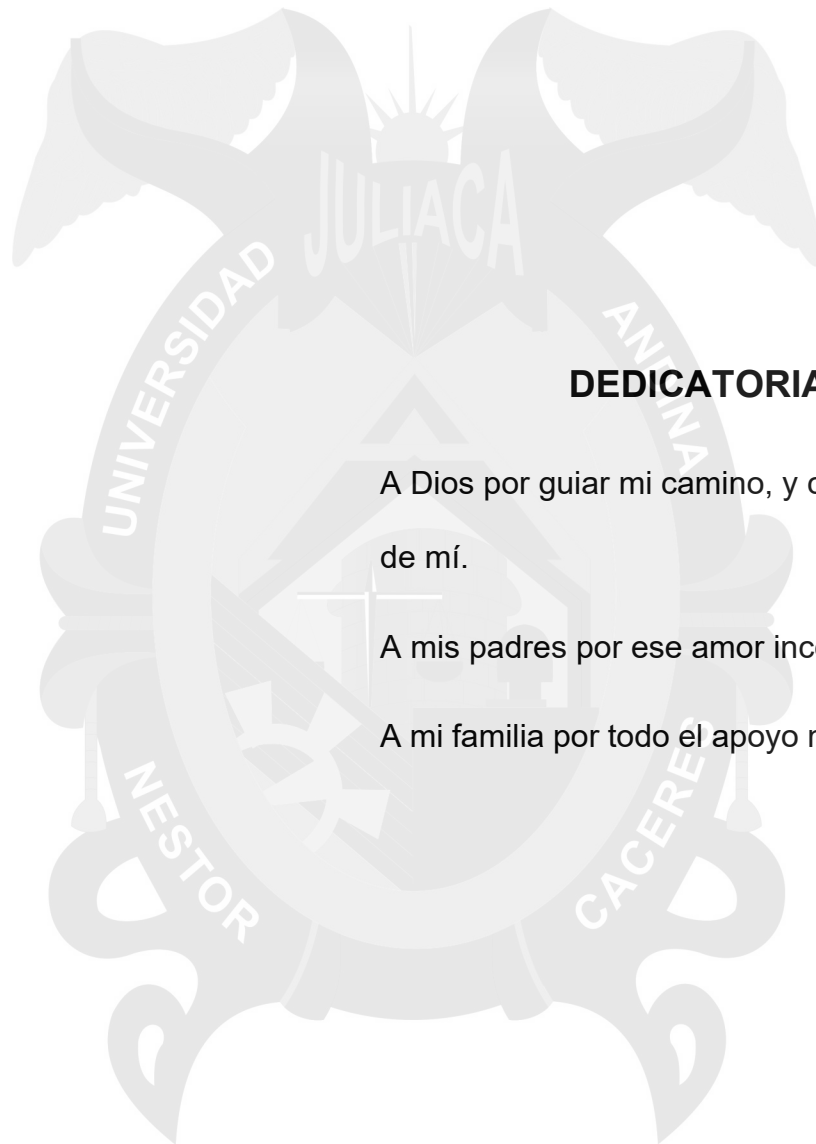 JULIACA
UNIVERSIDAD ANDINA
DEDICATORIA
A Dios por guiar mi camino, y
de mí.
A mis padres por ese amor
A mi familia por todo el apoyo
NESTOR CACERES